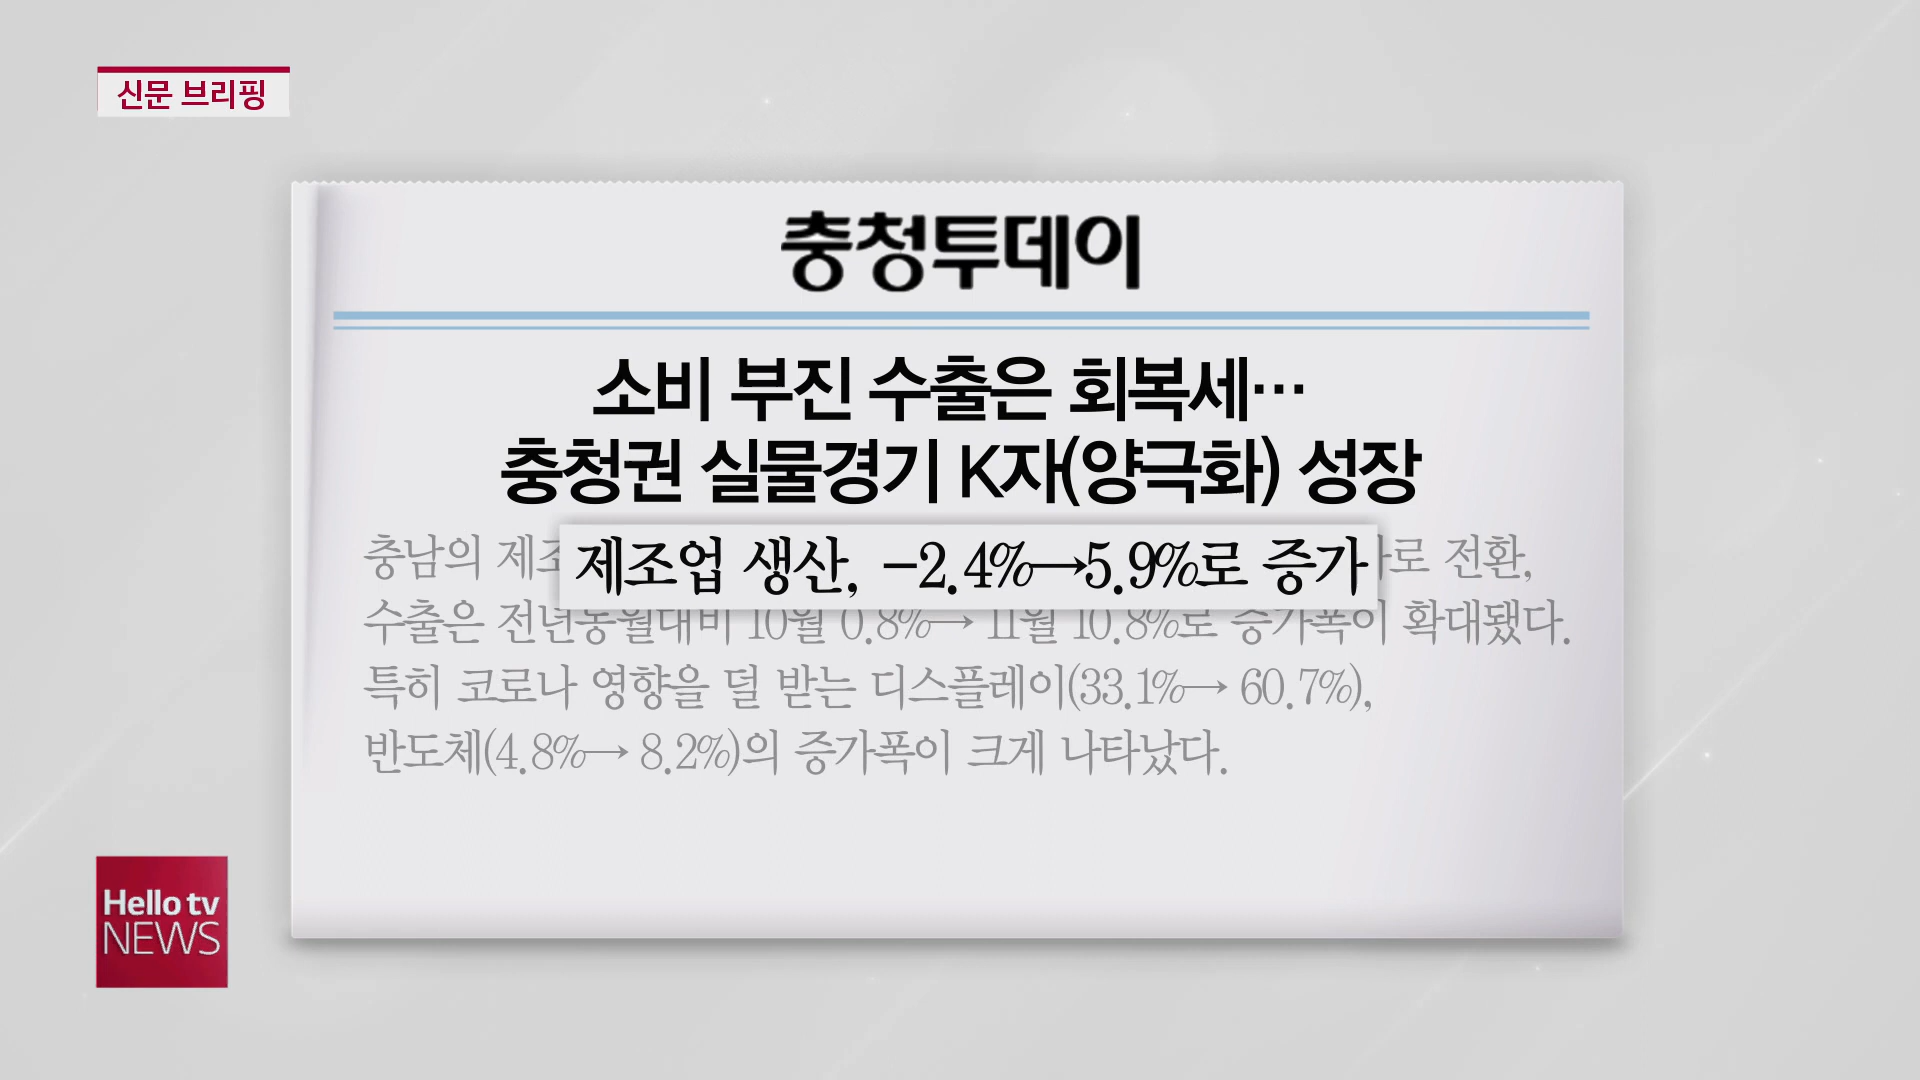 신문 브리핑
충청투데이
소비 부진 수출은 회복세…
충청권 실물경기 K자(양극화) 성장
충남의 제조
제조업 생산, -2.4%→5.9%로 증가
로 전환,
수출은 전년동월대비 10월 0.8%→ 11월 10.8%로 증가폭이 확대됐다.
특히 코로나 영향을 덜 받는 디스플레이(33.1%→ 60.7%),
반도체(4.8%→ 8.2%)의 증가폭이 크게 나타났다.
Hello tv
NEWS